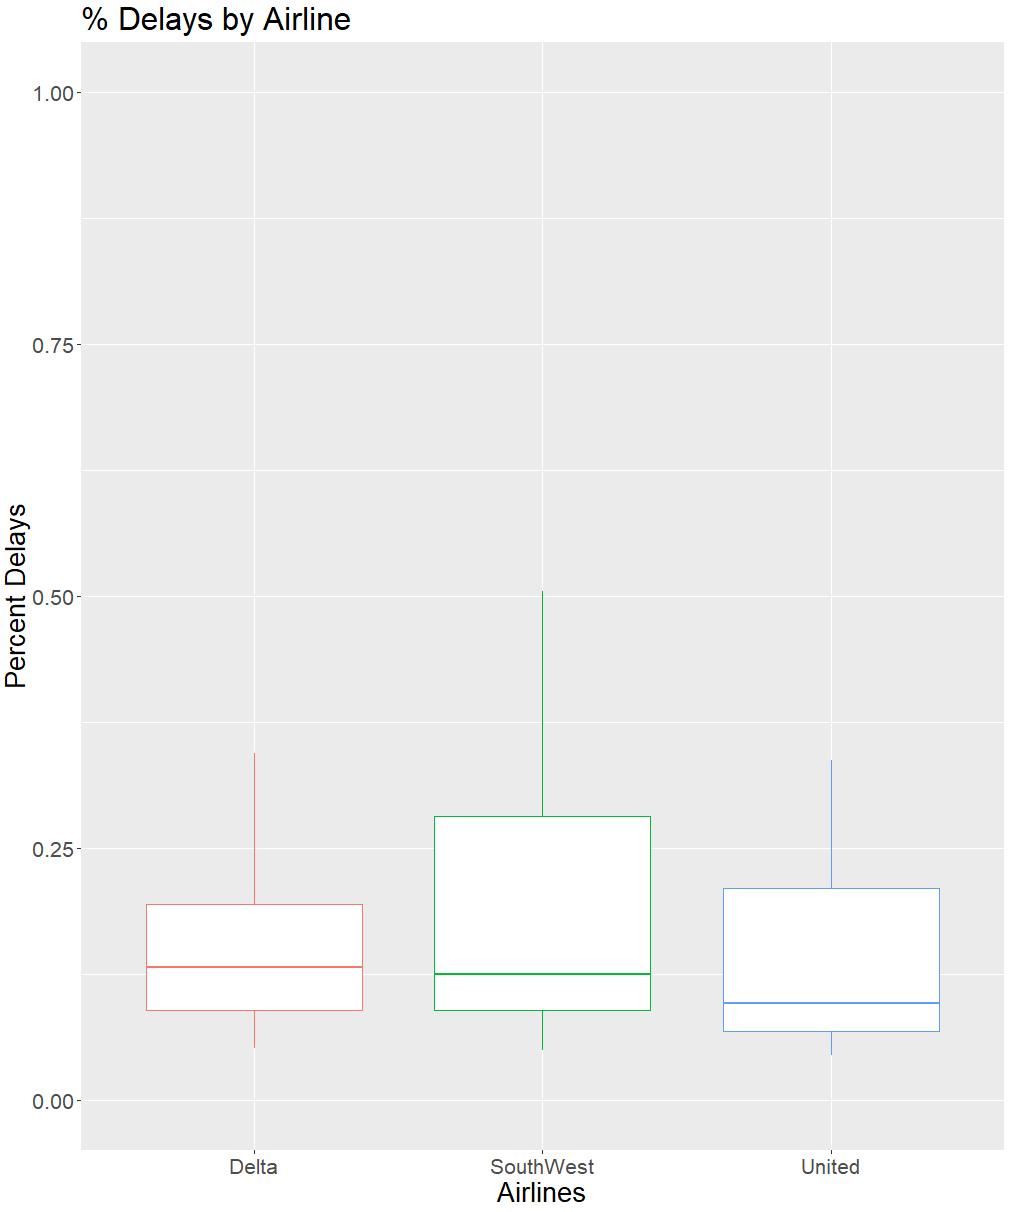 % Delays by Airline
1.00
0.75
0.50
0.25
0.00
Percent Delays
Delta
SouthWest
United
Airlines